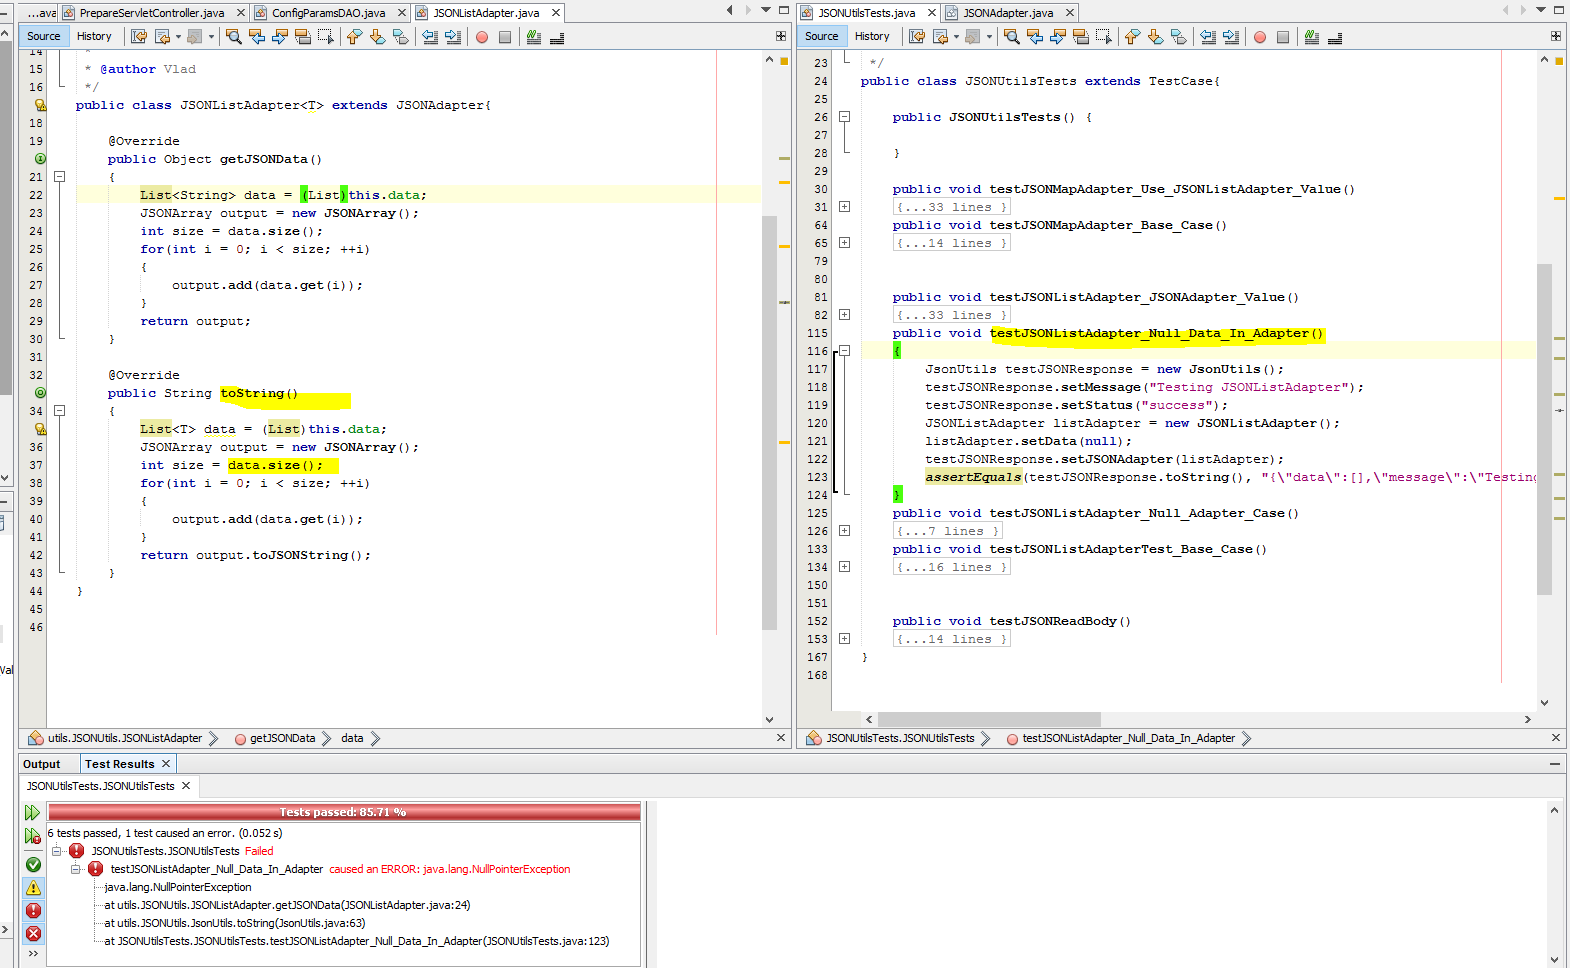 ...ava PrepareServletController.java ConfigParamsDAO.java JSONListAdapter.java
Source History
14 *
15 * @author Vlad
16 */
public class JSONListAdapter<T> extends JSONAdapter{
18
19 @Override
public Object getJSONData()
21 {
22 List<String> data = (List)this.data;
23 JSONArray output = new JSONArray();
24 int size = data.size();
25 for(int i = 0; i < size; ++i)
26 {
27 output.add(data.get(i));
28 }
29 return output;
30 }
31
32 @Override
public String toString()
34 {
List<T> data = (List)this.data;
36 JSONArray output = new JSONArray();
37 int size = data.size();
38 for(int i = 0; i < size; ++i)
39 {
40 output.add(data.get(i));
41 }
42 return output.toJSONString();
43 }
44 }
45
46
utils.JSONUtils.JSONListAdapter getJSONData data
Wal
JSONUtilsTests.java JSONAdapter.java
Source History
23 */
24 public class JSONUtilsTests extends TestCase{
25
26 public JSONUtilsTests() {
27
28 }
29
30 public void testJSONMapAdapter_Use_JSONListAdapter_Value()
31 {...33 lines }
64 public void testJSONMapAdapter_Base_Case()
65 {...14 lines }
79
80
81 public void testJSONListAdapter_JSONAdapter_Value()
82 {...33 lines }
115 public void testJSONListAdapter_Null_Data_In_Adapter()
116 {
117 JsonUtils testJSONResponse = new JsonUtils();
118 testJSONResponse.setMessage("Testing JSONListAdapter");
119 testJSONResponse.setStatus("success");
120 JSONListAdapter listAdapter = new JSONListAdapter();
121 listAdapter.setData(null);
122 testJSONResponse.setJSONAdapter(listAdapter);
123 assertEquals(testJSONResponse.toString(), "{\"data\":[],\"message\":\"Testing
124 }
125 public void testJSONListAdapter_Null_Adapter_Case()
126 {...7 lines }
133 public void testJSONListAdapterTest_Base_Case()
134 {...16 lines }
150
151
152 public void testJSONReadBody()
153 {...14 lines }
167 }
168
JSONUtilsTests.JSONUtilsTests testJSONListAdapter_Null_Data_In_Adapter
Output Test Results
JSONUtilsTests.JSONUtilsTests
Tests passed: 85.71 %
6 tests passed, 1 test caused an error. (0.052 s)
JSONUtilsTests.JSONUtilsTests Failed
testJSONListAdapter_Null_Data_In_Adapter caused an ERROR: java.lang.NullPointerException
java.lang.NullPointerException
at utils.JSONUtils.JSONListAdapter.getJSONData(JSONListAdapter.java:24)
at utils.JSONUtils.JsonUtils.toString(JsonUtils.java:63)
at JSONUtilsTests.JSONUtilsTests.testJSONListAdapter_Null_Data_In_Adapter(JSONUtilsTests.java:123)